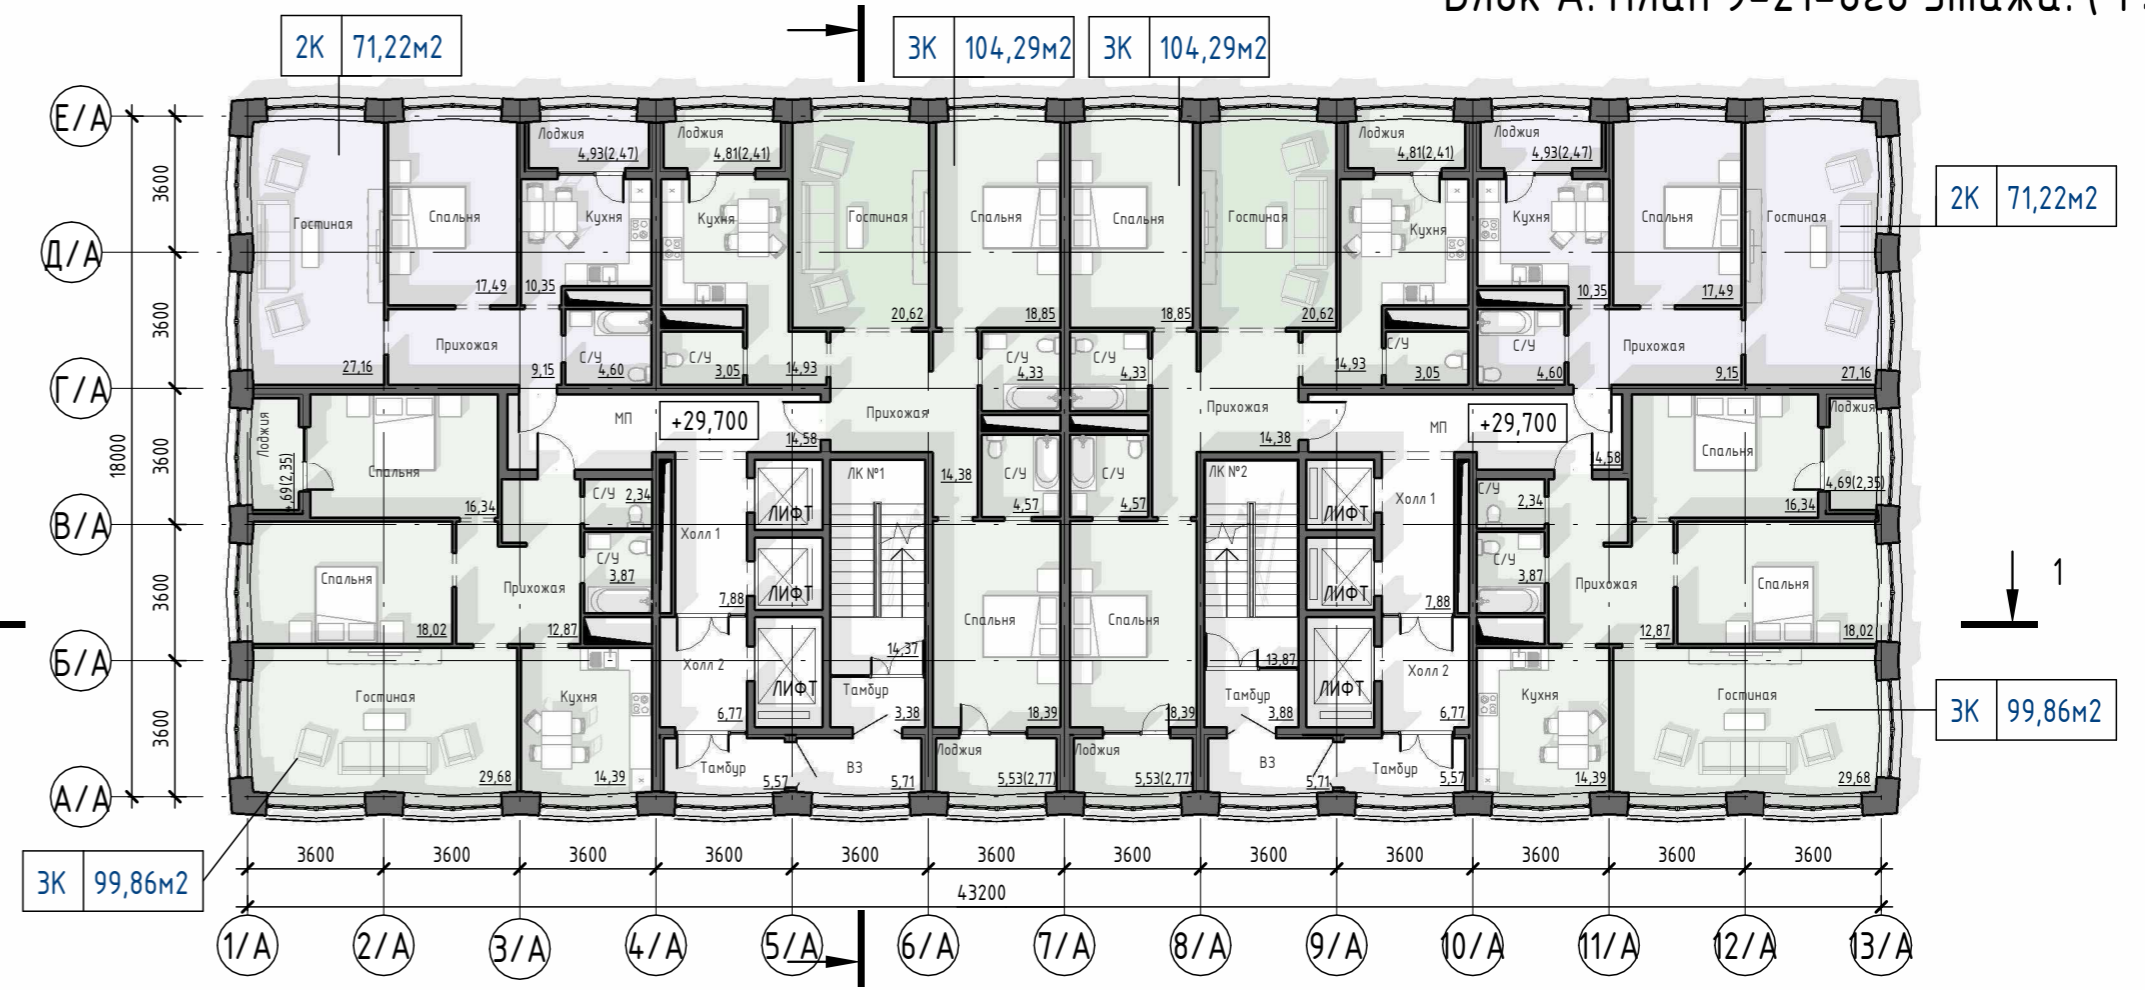 Блок А. План 9-21-ого этажа. (
2К 71,22м2
3К 104,29м2
3К 104,29м2
2К 71,22м2
3К 99,86м2
3К 99,86м2
Е/А
Д/А
Г/А
В/А
Б/А
А/А
3600
3600
3600
3600
3600
18000
Лоджия
4,93(2,47)
Лоджия
4,81(2,41)
Лоджия
4,81(2,41)
Лоджия
4,93(2,47)
Гостиная
27,16
Спальня
17,49
Кухня
10,35
Кухня
14,93
Гостиная
20,62
Спальня
18,85
Спальня
18,85
Гостиная
20,62
Кухня
14,93
Кухня
10,35
Спальня
17,49
Гостиная
27,16
Прихожая
9,15
С/У
4,60
С/У
3,05
С/У
4,33
С/У
4,33
С/У
3,05
С/У
4,60
Прихожая
9,15
Лоджия
,69(2,35)
Спальня
16,34
МП
+29,700
14,58
Прихожая
14,38
С/У
4,57
С/У
4,57
Прихожая
14,38
МП
+29,700
14,58
Спальня
16,34
Лоджия
4,69(2,35)
С/У
2,34
С/У
3,87
Холл 1
7,88
ЛИФТ
ЛИФТ
ЛИФТ
ЛК №1
14,37
ЛК №2
13,87
ЛИФТ
ЛИФТ
ЛИФТ
Холл 1
7,88
С/У
2,34
С/У
3,87
Спальня
18,02
Прихожая
12,87
Спальня
18,39
Спальня
18,39
Прихожая
12,87
Спальня
18,02
1
Гостиная
29,68
Кухня
14,39
Холл 2
6,77
Тамбур
3,38
Тамбур
3,88
Холл 2
6,77
Кухня
14,39
Гостиная
29,68
Тамбур
5,57
ВЗ
5,71
Лоджия
5,53(2,77)
Лоджия
5,53(2,77)
ВЗ
5,71
Тамбур
5,57
3600 3600 3600 3600 3600 3600 3600 3600 3600 3600 3600 3600
43200
1/А 2/А 3/А 4/А 5/А 6/А 7/А 8/А 9/А 10/А 11/А 12/А 13/А